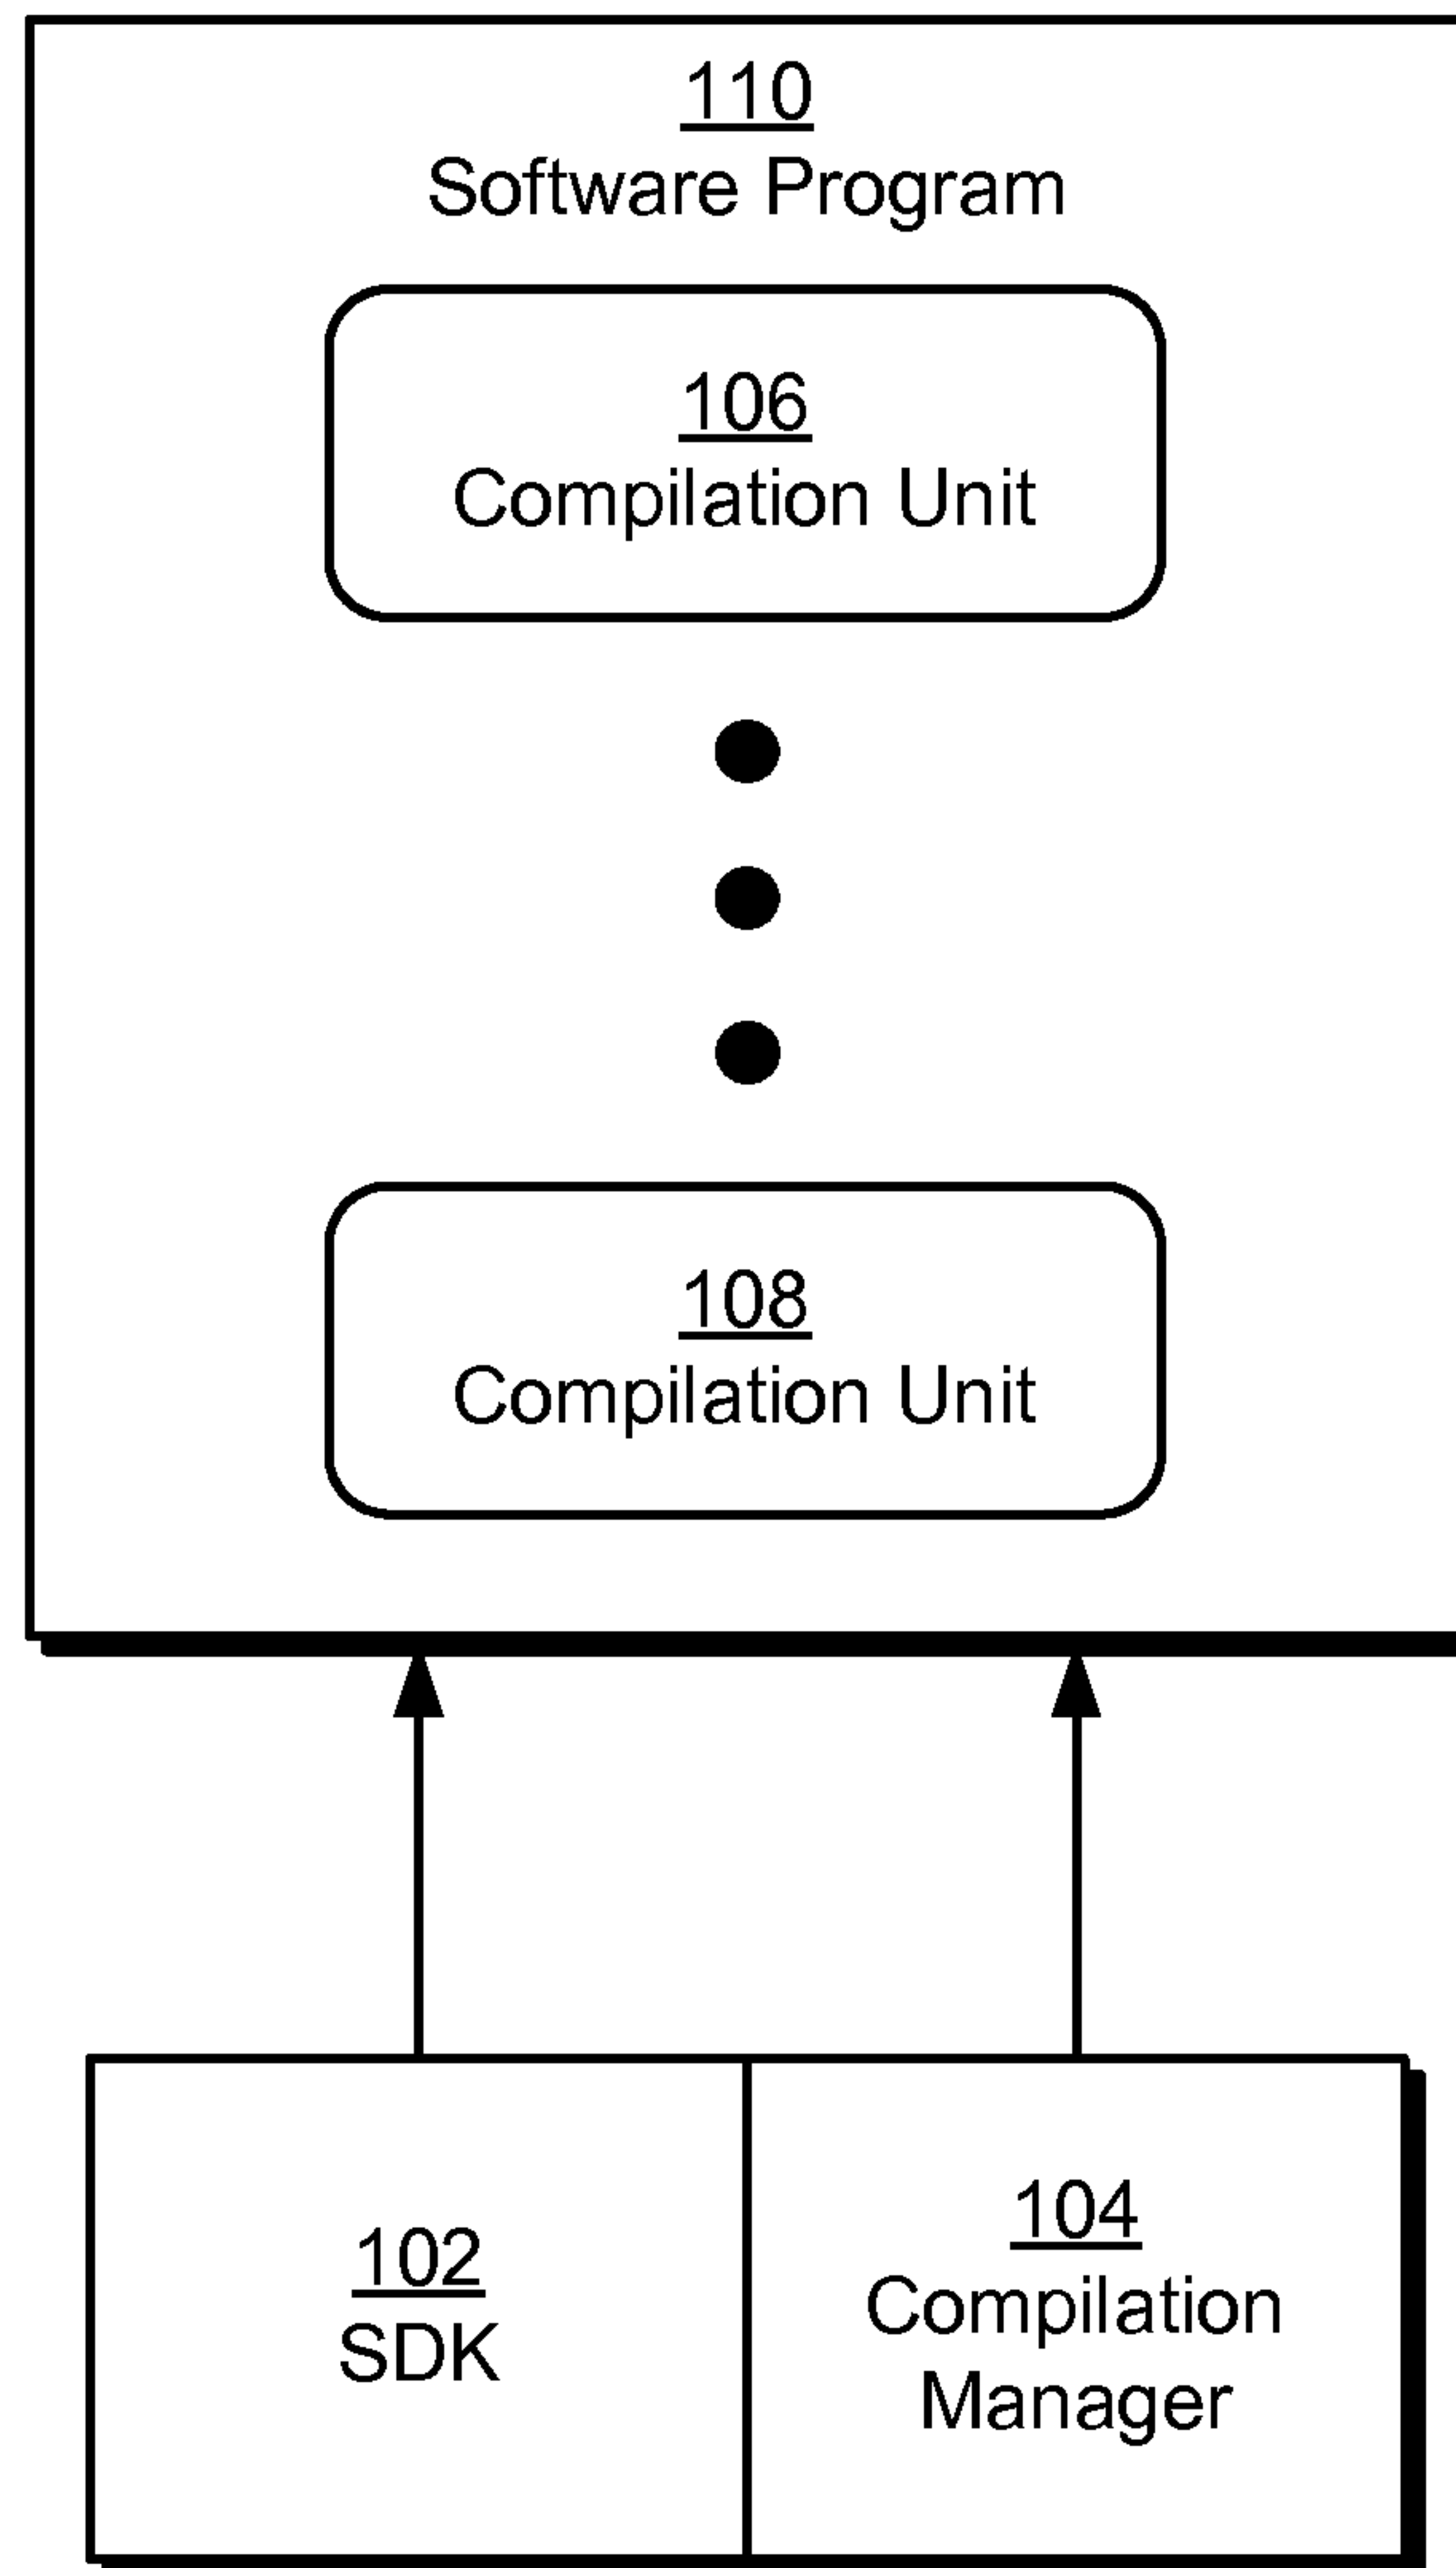 110
Software Program
106
Compilation Unit
108
Compilation Unit
102
SDK
104
Compilation
Manager